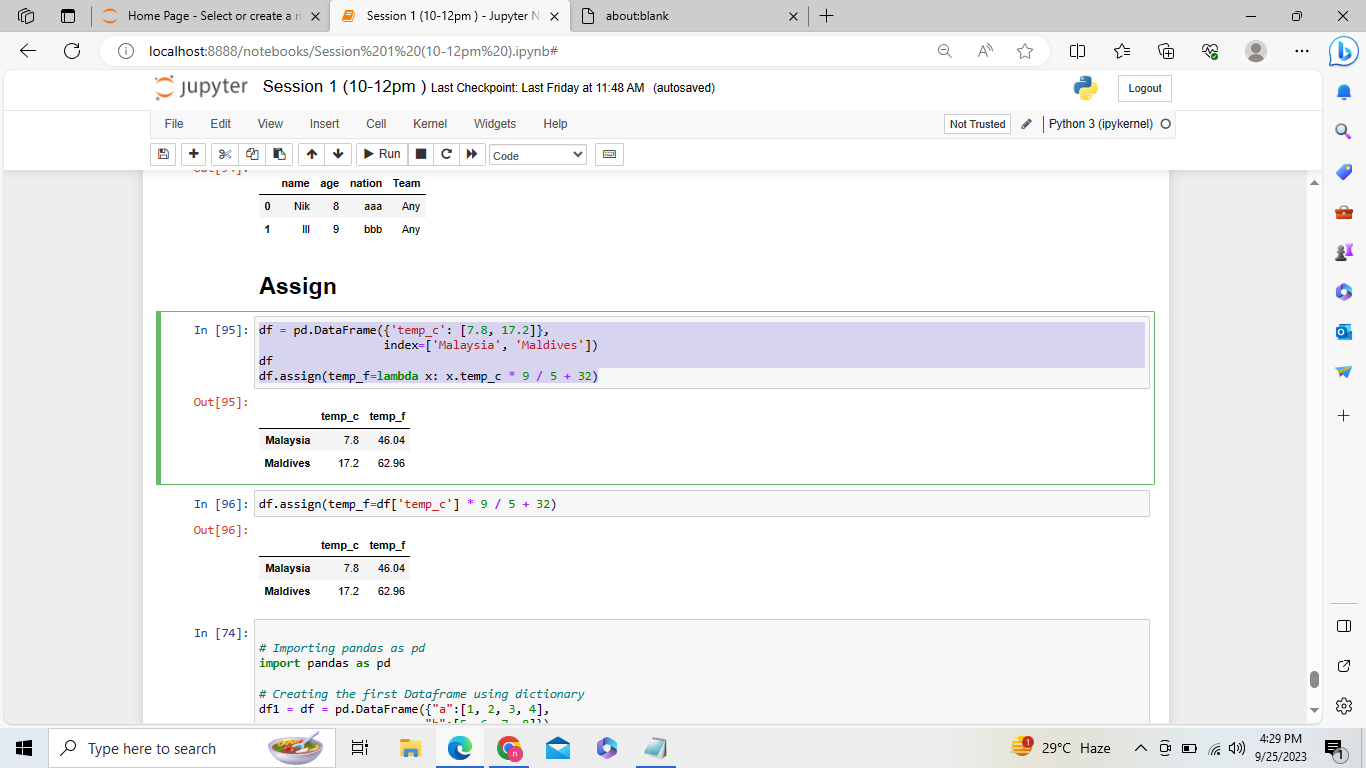 Home Page - Select or create a n
Session 1 (10-12pm ) - Jupyter N
about:blank
localhost:8888/notebooks/Session%201%20(10-12pm%20).ipynb#
jupyter Session 1 (10-12pm ) Last Checkpoint: Last Friday at 11:48 AM (autosaved)
Logout
File Edit View Insert Cell Kernel Widgets Help
Not Trusted
Python 3 (ipykernel)
Run
Code
name age nation Team
0 Nik 8 aaa Any
1 III 9 bbb Any
Assign
In [95]: df = pd.DataFrame({'temp_c': [7.8, 17.2]},
index=['Malaysia', 'Maldives'])
df
df.assign(temp_f=lambda x: x.temp_c * 9 / 5 + 32)
Out[95]:
temp_c temp_f
Malaysia 7.8 46.04
Maldives 17.2 62.96
In [96]: df.assign(temp_f=df['temp_c'] * 9 / 5 + 32)
Out[96]:
temp_c temp_f
Malaysia 7.8 46.04
Maldives 17.2 62.96
In [74]:
# Importing pandas as pd
import pandas as pd
# Creating the first Dataframe using dictionary
df1 = df = pd.DataFrame({"a":[1, 2, 3, 4],
Type here to search
29°C Haze
4:29 PM
9/25/2023